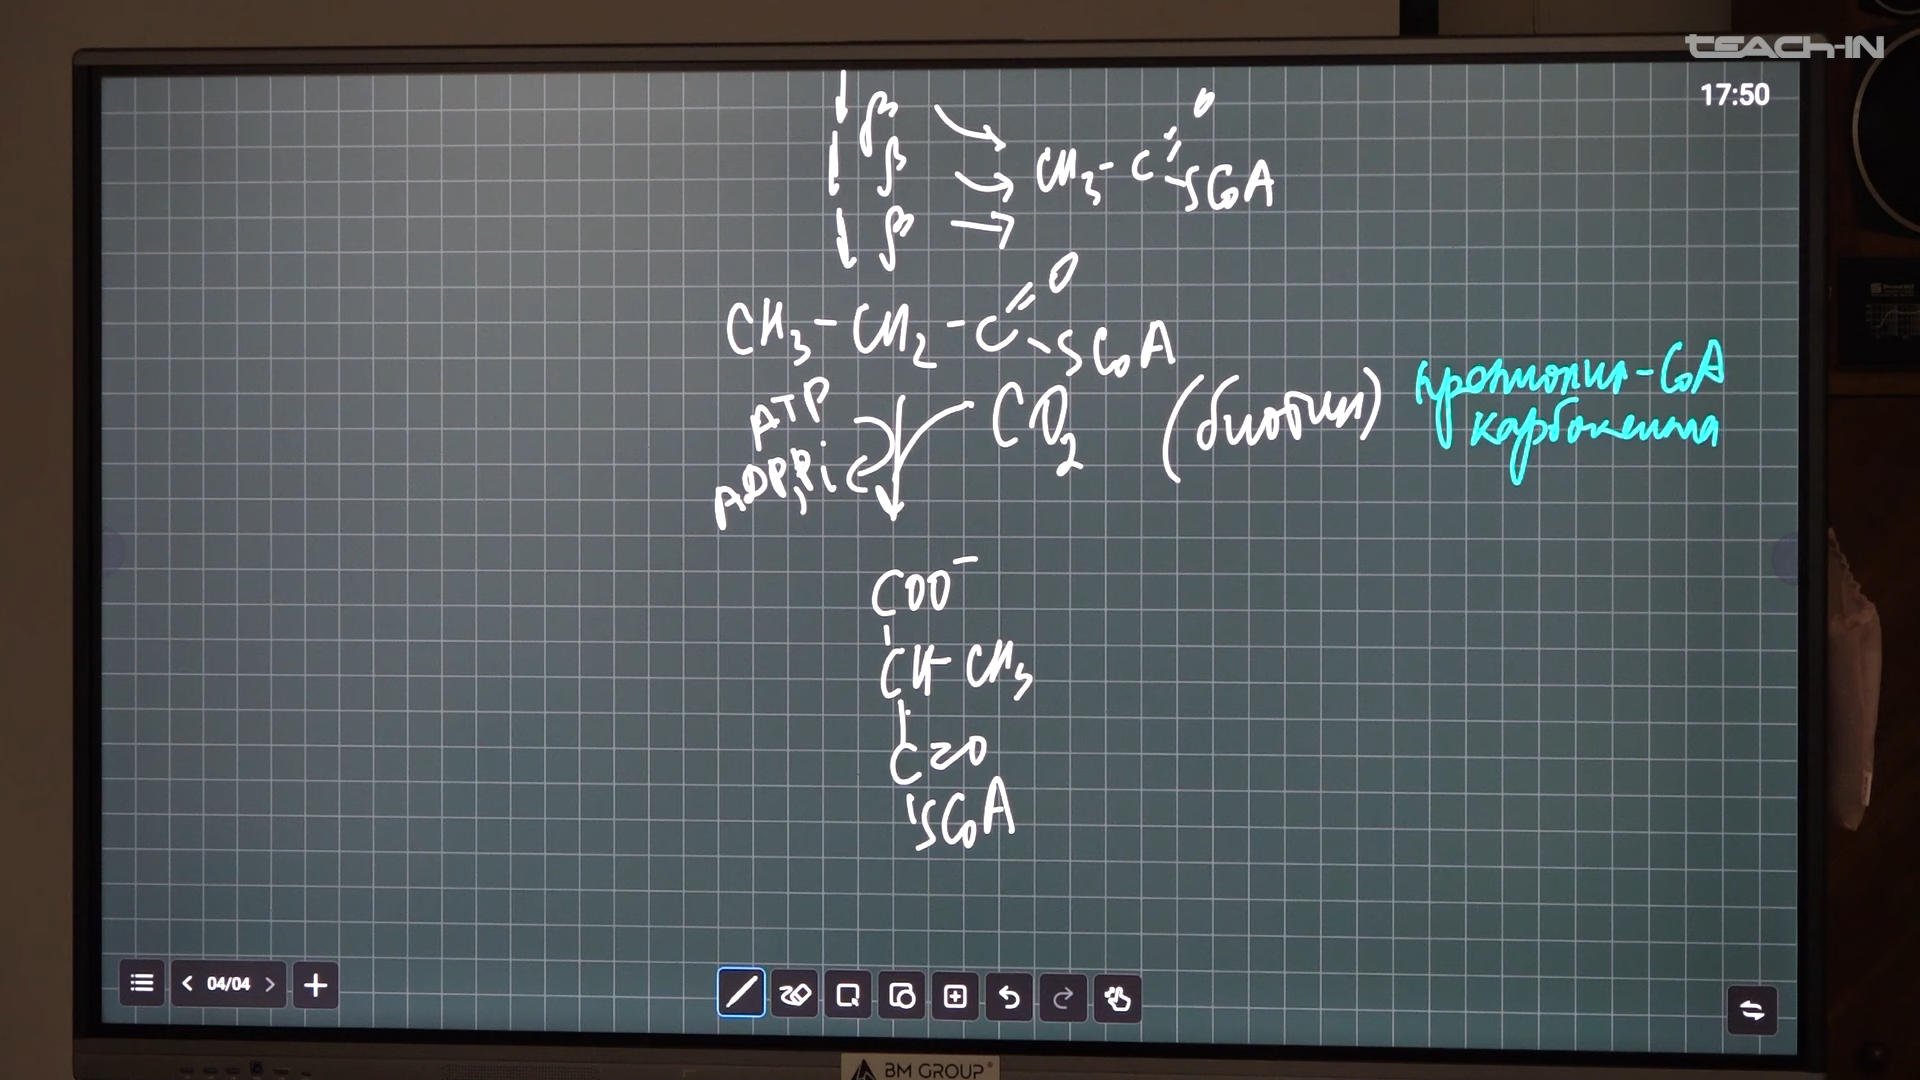 TEACH-IN
17:50
β
β
β
O
CH3-C
SCoA
O
CH3-CH2-C
SCoA
ATP
CO2 (биотин)
ADP, Pi
пропионил-CoA
карбоксилаза
COO-
CH-CH3
C=O
SCoA
04/04
BM GROUP